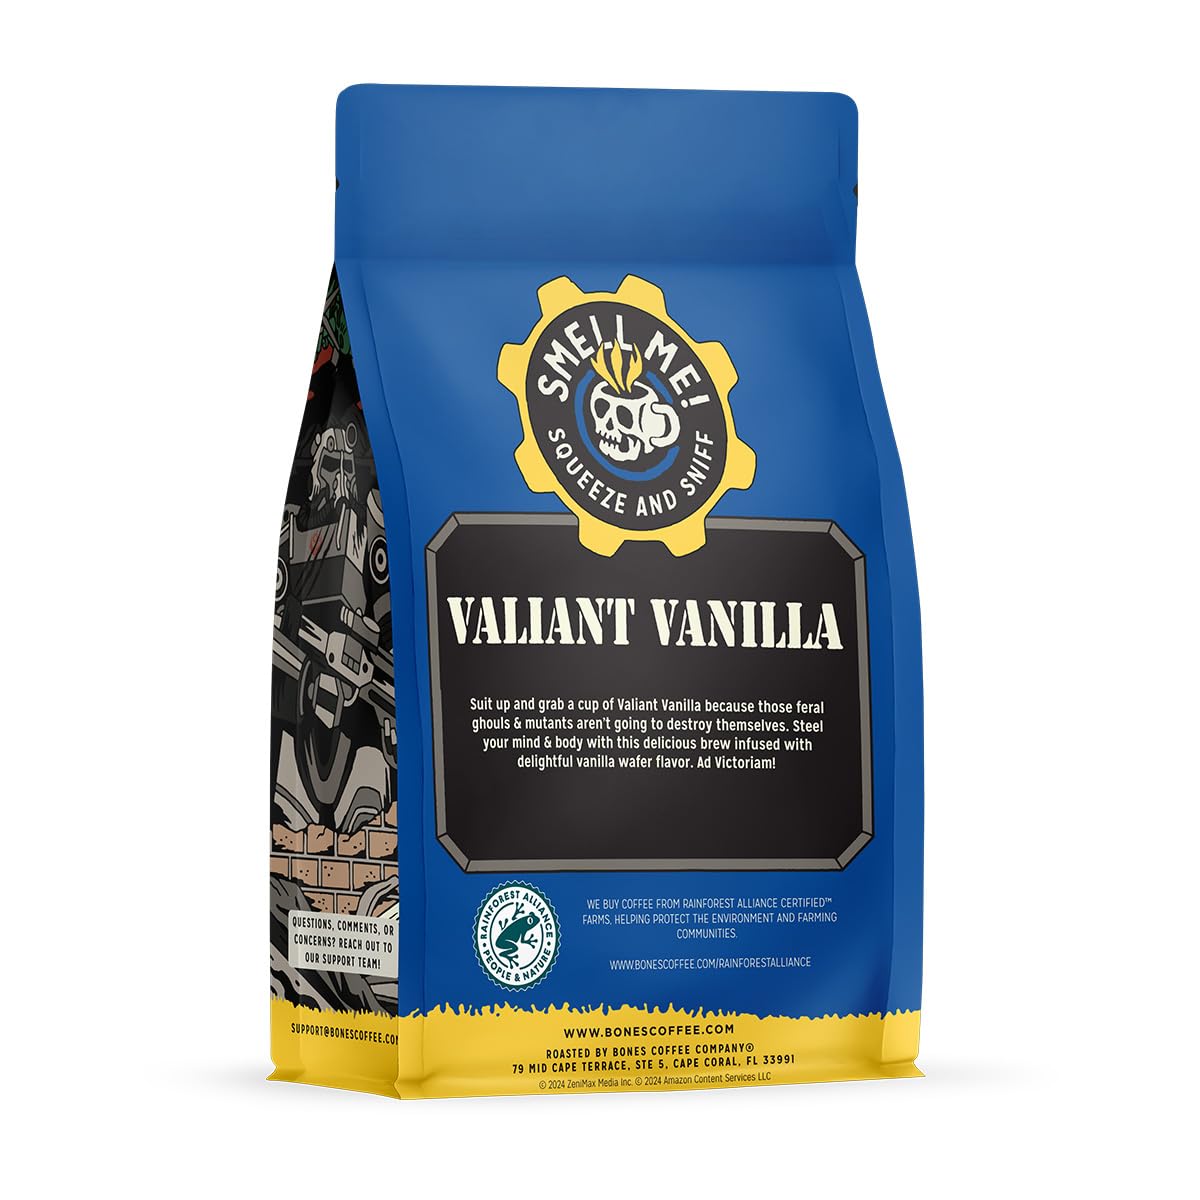 SMELL ME!
SQUEEZE AND SNIFF
VALIANT VANILLA
Suit up and grab a cup of Valiant Vanilla because those feral
ghouls & mutants aren't going to destroy themselves. Steel
your mind & body with this delicious brew infused with
delightful vanilla wafer flavor. Ad Victoriam!
RAINFOREST ALLIANCE
PEOPLE & NATURE
WE BUY COFFEE FROM RAINFOREST ALLIANCE CERTIFIED™
FARMS, HELPING PROTECT THE ENVIRONMENT AND FARMING
COMMUNITIES.
WWW.BONESCOFFEE.COM/RAINFORESTALLIANCE
QUESTIONS, COMMENTS, OR
CONCERNS? REACH OUT TO
OUR SUPPORT TEAM!
SUPPORT@BONESCOFFEE.COM
WWW.BONESCOFFEE.COM
ROASTED BY BONES COFFEE COMPANY®
79 MID CAPE TERRACE, STE 5, CAPE CORAL, FL 33991
© 2024 ZeniMax Media Inc. © 2024 Amazon Content Services LLC